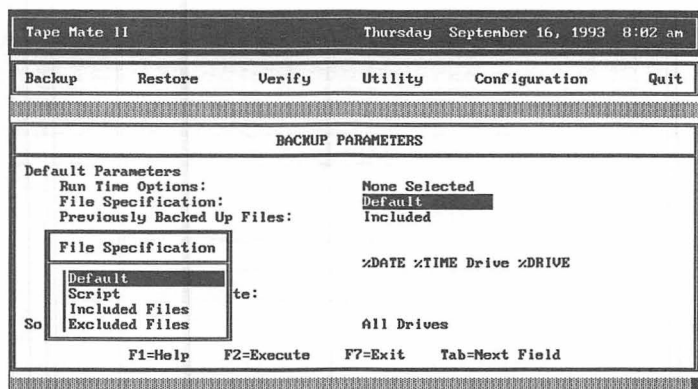 Tape Mate II Thursday September 16, 1993 8:02 am
Backup Restore Verify Utility Configuration Quit
BACKUP PARAMETERS
Default Parameters
Run Time Options: None Selected
File Specification: Default
Previously Backed Up Files: Included
File Specification
%DATE %TIME Drive %DRIVE
Default
Script te:
Included Files
So Excluded Files All Drives
F1=Help F2=Execute F7=Exit Tab=Next Field